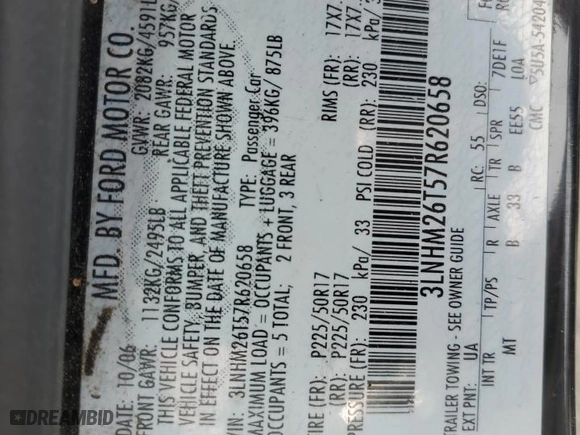 MFD. BY FORD MOTOR CO.
DATE: 10/06 GVWR: 2082KG/4591L
FRONT GAWR: 1132KG/2495LB REAR GAWR: 957KG/
THIS VEHICLE CONFORMS TO ALL APPLICABLE FEDERAL MOTOR
VEHICLE SAFETY, BUMPER, AND THEFT PREVENTION STANDARDS
IN EFFECT ON THE DATE OF MANUFACTURE SHOWN ABOVE.
VIN: 3LNHM26T57R620658 TYPE: Passenger Car
MAXIMUM LOAD = OCCUPANTS + LUGGAGE = 396KG/ 875LB
OCCUPANTS = 5 TOTAL; 2 FRONT, 3 REAR
TIRE (FR): P225/50R17 RIMS (FR): 17X7
(RR): P225/50R17 (RR): 17X7
PRESSURE (FR): 230 kPa/ 33 PSI COLD (RR): 230 kPa/
3LNHM26T57R620658
TRAILER TOWING - SEE OWNER GUIDE
EXT PNT: UA RC: 55 DSO:
INT TR TP/PS R AXLE TR SPR
MT B 33 B EE55
7DE1F
10A
CMC
DREAMBID